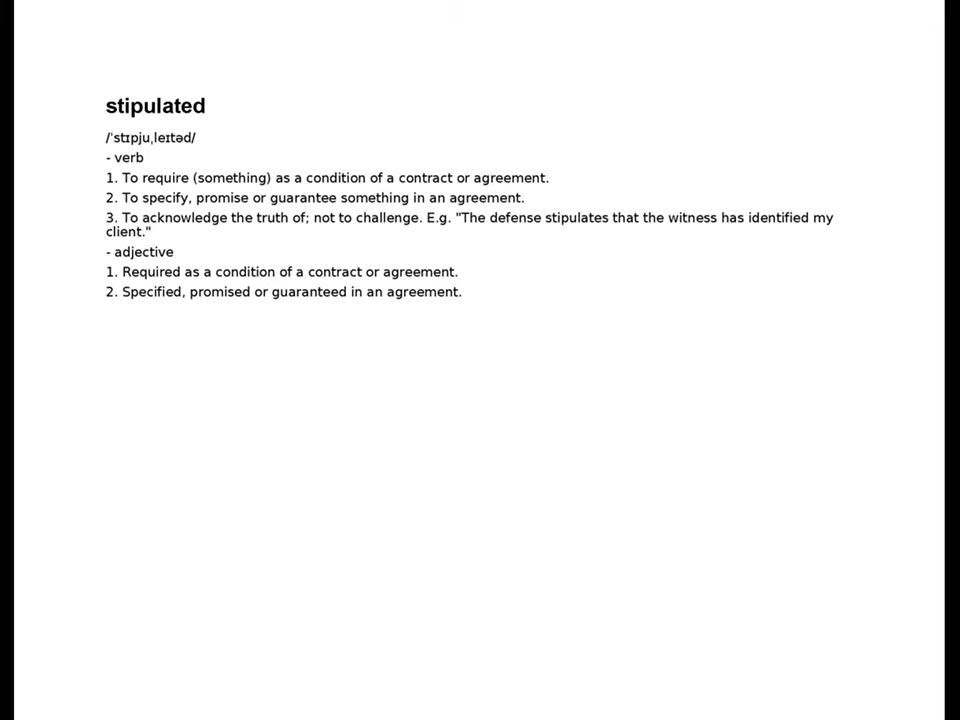 stipulated
/ˈstɪpjuˌleɪtəd/
- verb
1. To require (something) as a condition of a contract or agreement.
2. To specify, promise or guarantee something in an agreement.
3. To acknowledge the truth of; not to challenge. E.g. "The defense stipulates that the witness has identified my
client."
- adjective
1. Required as a condition of a contract or agreement.
2. Specified, promised or guaranteed in an agreement.